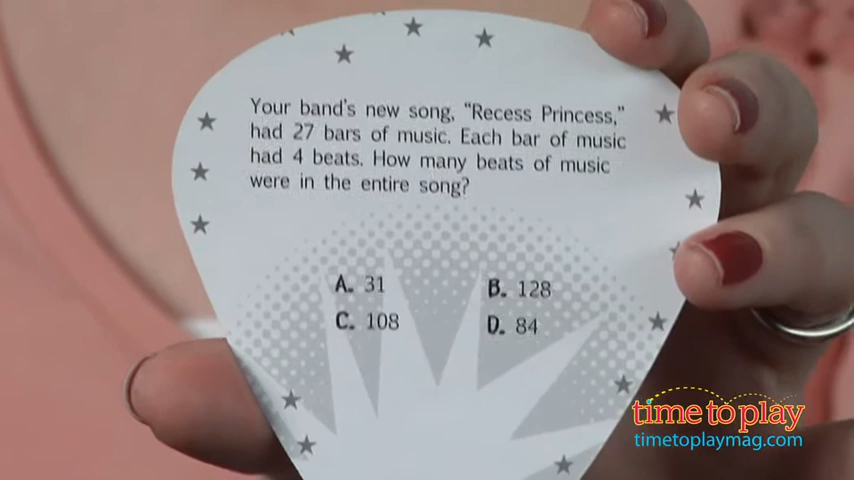 Your band's new song, “Recess Princess,”
had 27 bars of music. Each bar of music
had 4 beats. How many beats of music
were in the entire song?
A. 31
B. 128
C. 108
D. 84
time to play
timetoplaymag.com